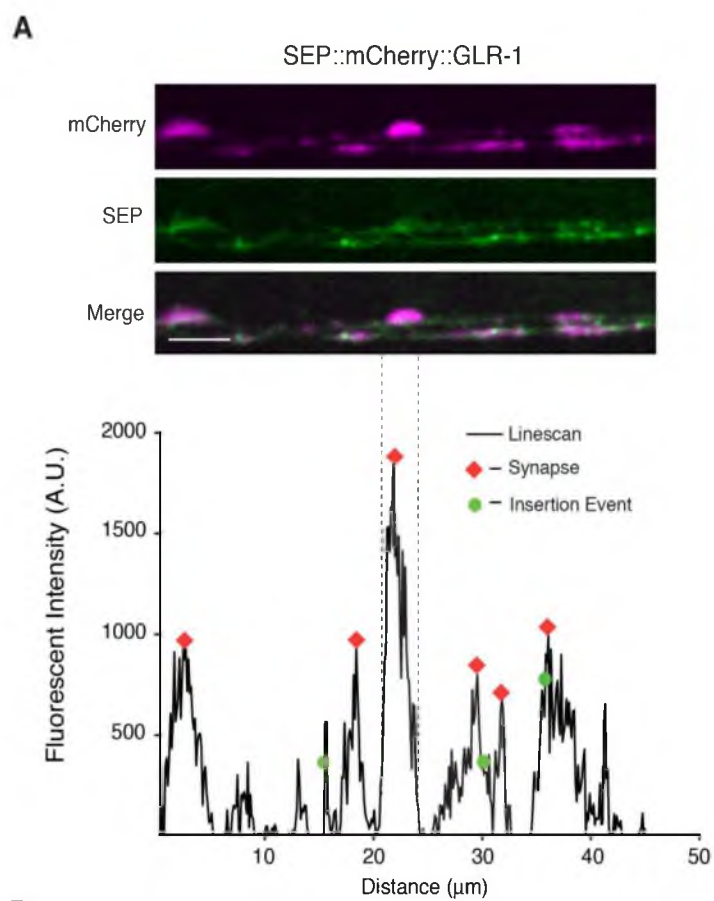 A
SEP::mCherry::GLR-1
mCherry
SEP
Merge
2000
1500
1000
500
Fluorescent Intensity (A.U.)
Linescan
Synapse
Insertion Event
10
20
30
40
50
Distance (μm)